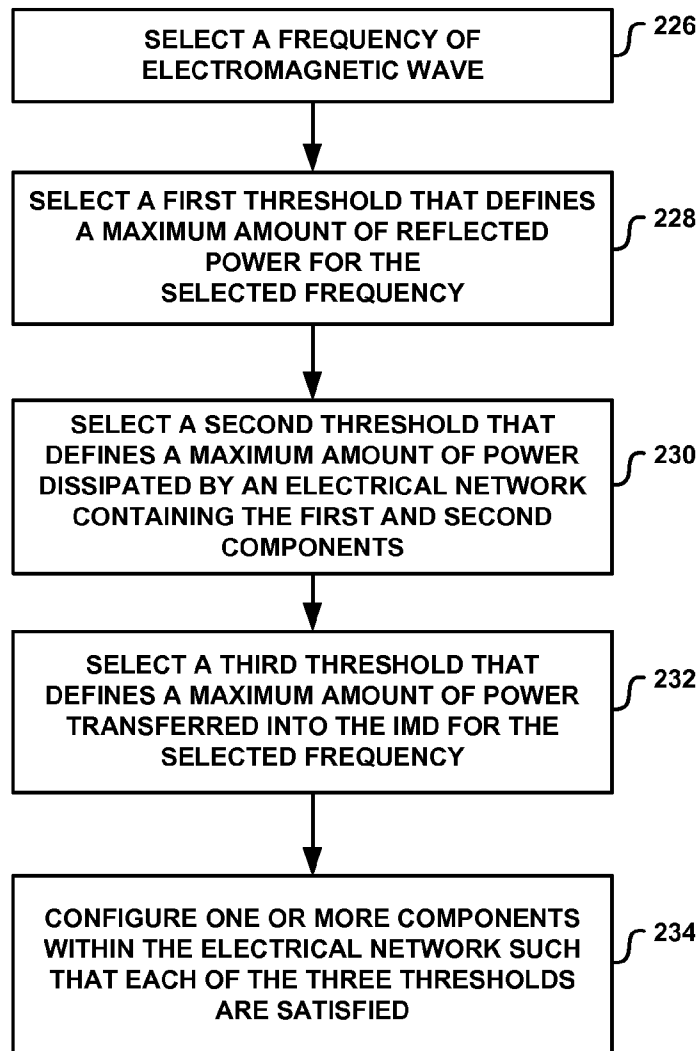 SELECT A FREQUENCY OF
ELECTROMAGNETIC WAVE
226
SELECT A FIRST THRESHOLD THAT DEFINES
A MAXIMUM AMOUNT OF REFLECTED
POWER FOR THE
SELECTED FREQUENCY
228
SELECT A SECOND THRESHOLD THAT
DEFINES A MAXIMUM AMOUNT OF POWER
DISSIPATED BY AN ELECTRICAL NETWORK
CONTAINING THE FIRST AND SECOND
COMPONENTS
230
SELECT A THIRD THRESHOLD THAT
DEFINES A MAXIMUM AMOUNT OF POWER
TRANSFERRED INTO THE IMD FOR THE
SELECTED FREQUENCY
232
CONFIGURE ONE OR MORE COMPONENTS
WITHIN THE ELECTRICAL NETWORK SUCH
THAT EACH OF THE THREE THRESHOLDS
ARE SATISFIED
234